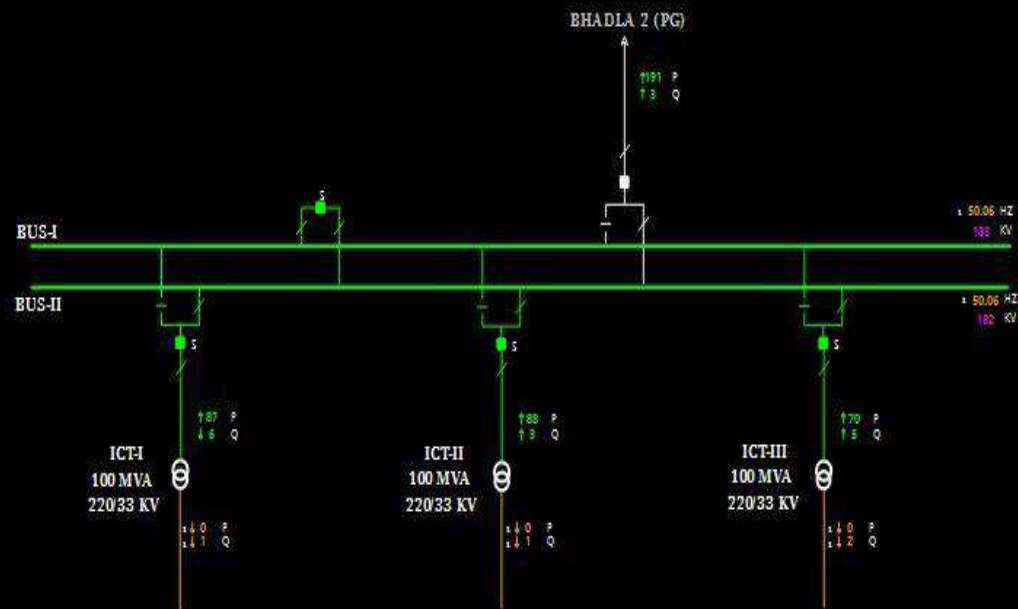 BHADLA 2 (PG)
A
↑191 P
↑ 3 Q
S
BUS-I
50.06 HZ
KV
BUS-II
50.06 HZ
182 KV
S
S
S
↑87 P
↓ 6 Q
↑88 P
↑ 3 Q
↑70 P
↑ 5 Q
ICT-I
100 MVA
220/33 KV
ICT-II
100 MVA
220/33 KV
ICT-III
100 MVA
220/33 KV
↓ 0 P
↓ 1 Q
↓ 0 P
↓ 1 Q
↓ 0 P
↓ 2 Q